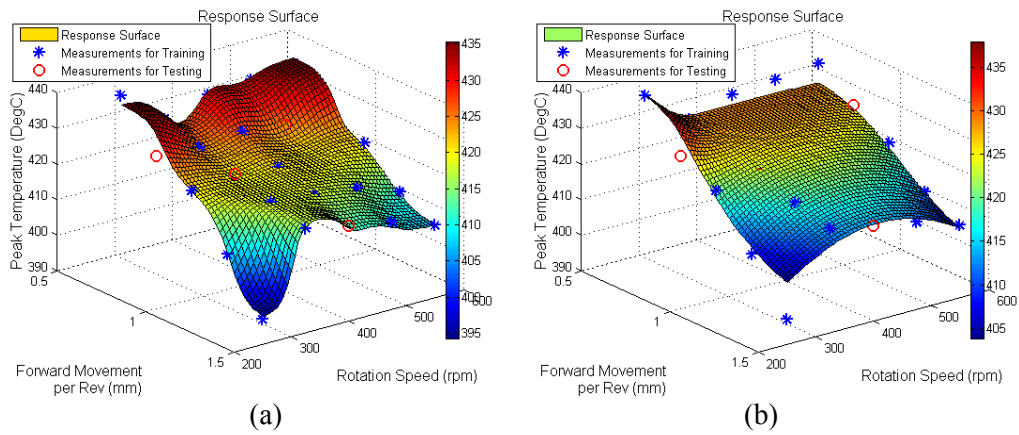 Response Surface
Response Surface
Measurements for Training
Measurements for Testing
440
430
420
410
400
390
Peak Temperature (DegC)
0.5
1
1.5
Forward Movement
per Rev (mm)
200
300
400
500
600
Rotation Speed (rpm)
435
430
425
420
415
410
405
400
395
(a)
Response Surface
Response Surface
Measurements for Training
Measurements for Testing
440
430
420
410
400
390
Peak Temperature (DegC)
0.5
1
1.5
Forward Movement
per Rev (mm)
200
300
400
500
600
Rotation Speed (rpm)
435
430
425
420
415
410
405
(b)